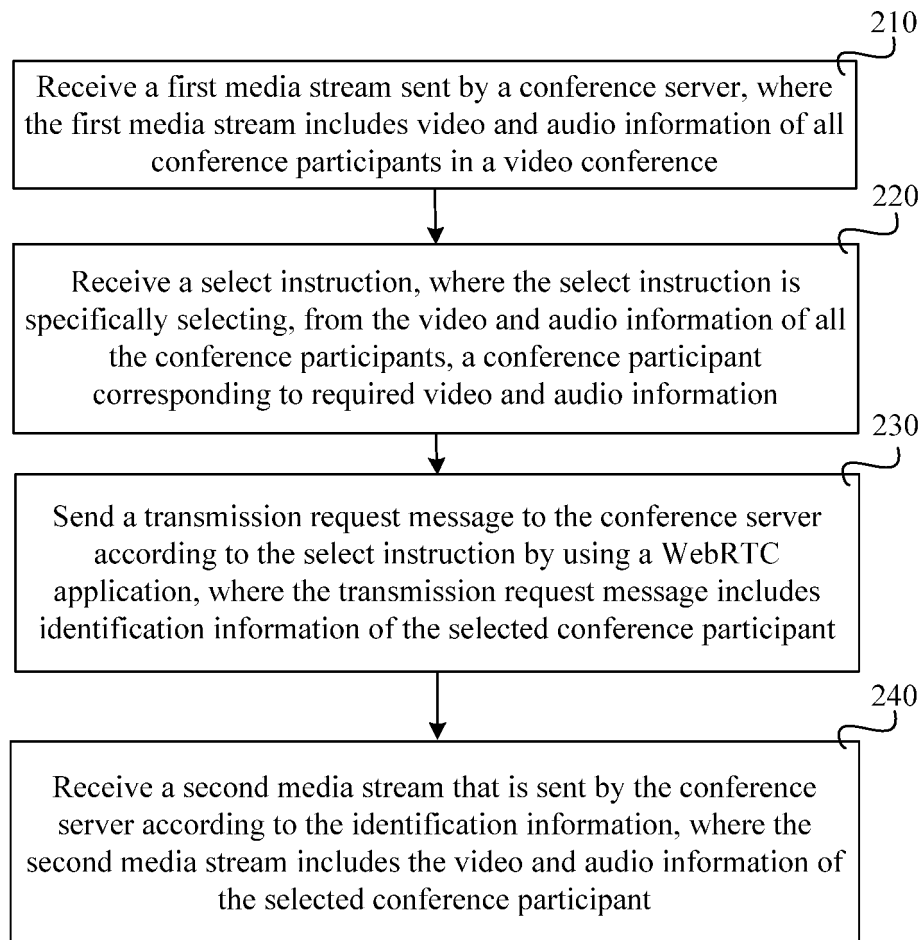 210
Receive a first media stream sent by a conference server, where
the first media stream includes video and audio information of all
conference participants in a video conference
220
Receive a select instruction, where the select instruction is
specifically selecting, from the video and audio information of all
the conference participants, a conference participant
corresponding to required video and audio information
230
Send a transmission request message to the conference server
according to the select instruction by using a WebRTC
application, where the transmission request message includes
identification information of the selected conference participant
240
Receive a second media stream that is sent by the conference
server according to the identification information, where the
second media stream includes the video and audio information of
the selected conference participant